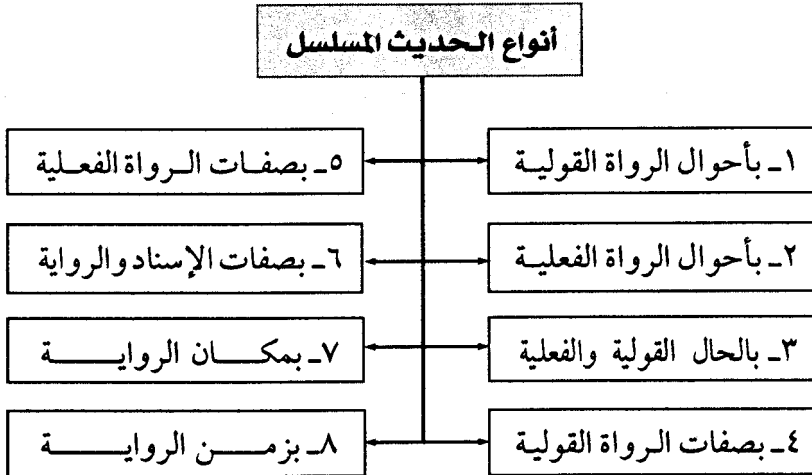 أنواع الحديث المسلسل
١ـ بأحوال الرواة القولية
٢ـ بأحوال الرواة الفعلية
٣ـ بالحال القولية والفعلية
٤ـ بصفات الرواة القولية
٥ـ بصفات الرواة الفعلية
٦ـ بصفات الإسناد والرواية
٧ـ بمكان الرواية
٨ـ بزمن الرواية